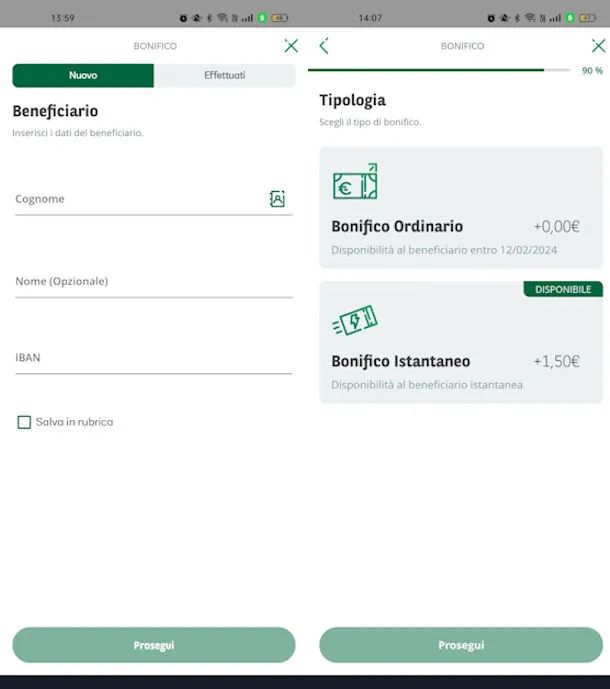 13:59
48
BONIFICO
Nuovo
Effettuati
Beneficiario
Inserisci i dati del beneficiario.
Cognome
Nome (Opzionale)
IBAN
Salva in rubrica
Prosegui
14:07
47
BONIFICO
90 %
Tipologia
Scegli il tipo di bonifico.
Bonifico Ordinario
+0,00€
Disponibilità al beneficiario entro 12/02/2024
DISPONIBILE
Bonifico Istantaneo
+1,50€
Disponibilità al beneficiario istantanea
Prosegui